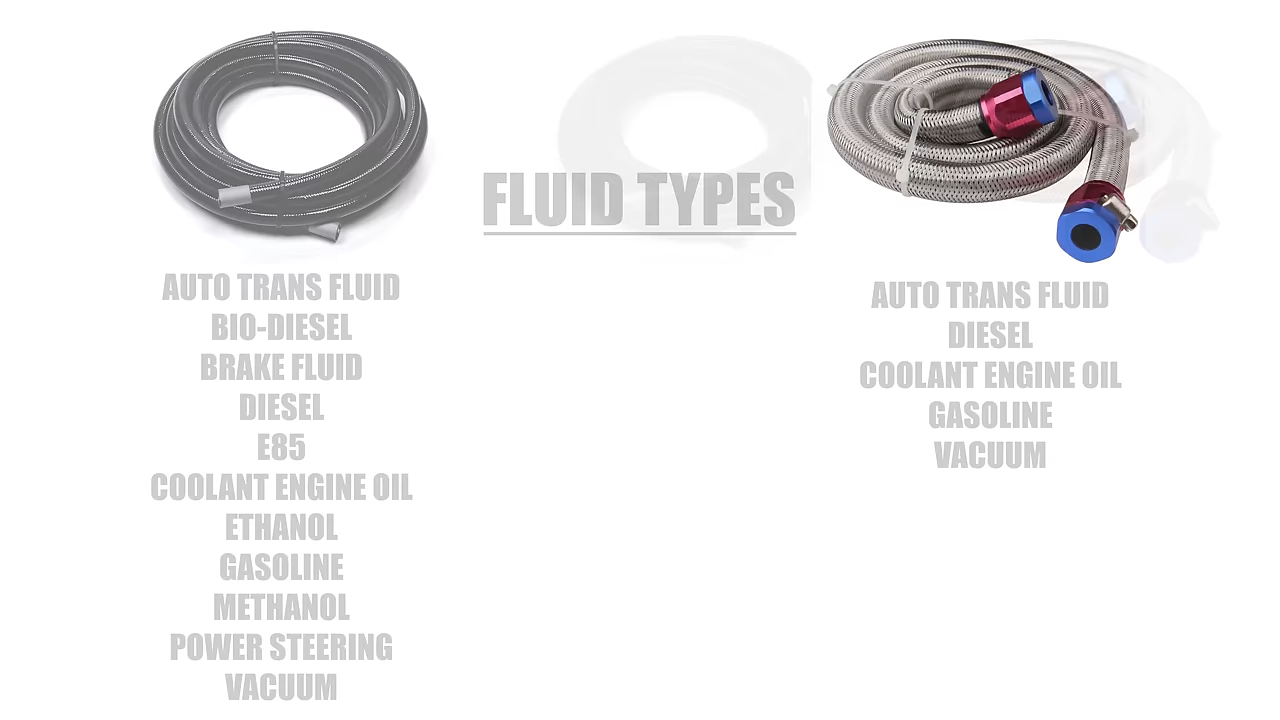 FLUID TYPES
AUTO TRANS FLUID
BIO-DIESEL
BRAKE FLUID
DIESEL
E85
COOLANT ENGINE OIL
ETHANOL
GASOLINE
METHANOL
POWER STEERING
VACUUM
AUTO TRANS FLUID
DIESEL
COOLANT ENGINE OIL
GASOLINE
VACUUM